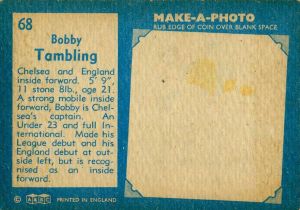 68
Bobby
Tambling
Chelsea and England
inside forward. 5' 9",
11 stone 8lb., age 21.
A strong mobile inside
forward, Bobby is Chel-
sea's captain. An
Under 23 and full In-
ternational. Made his
League debut and his
England debut at out-
side left, but is recog-
nised as an inside
forward.
© A&BC PRINTED IN ENGLAND
MAKE-A-PHOTO
RUB EDGE OF COIN OVER BLANK SPACE